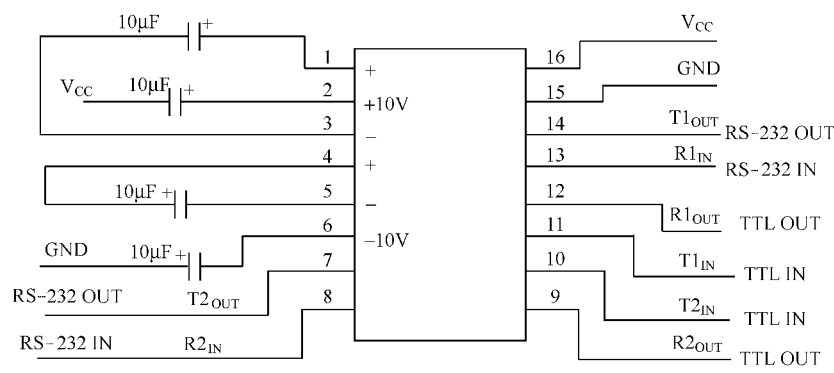 10μF + 1 + 16 V_CC
V_CC 10μF + 2 +10V 15 GND
3 − 14 T1_OUT RS-232 OUT
4 + 13 R1_IN RS-232 IN
10μF + 5 − 12 R1_OUT TTL OUT
GND 10μF + 6 −10V 11 T1_IN TTL IN
RS-232 OUT T2_OUT 7 10 T2_IN TTL IN
RS-232 IN R2_IN 8 9 R2_OUT TTL OUT